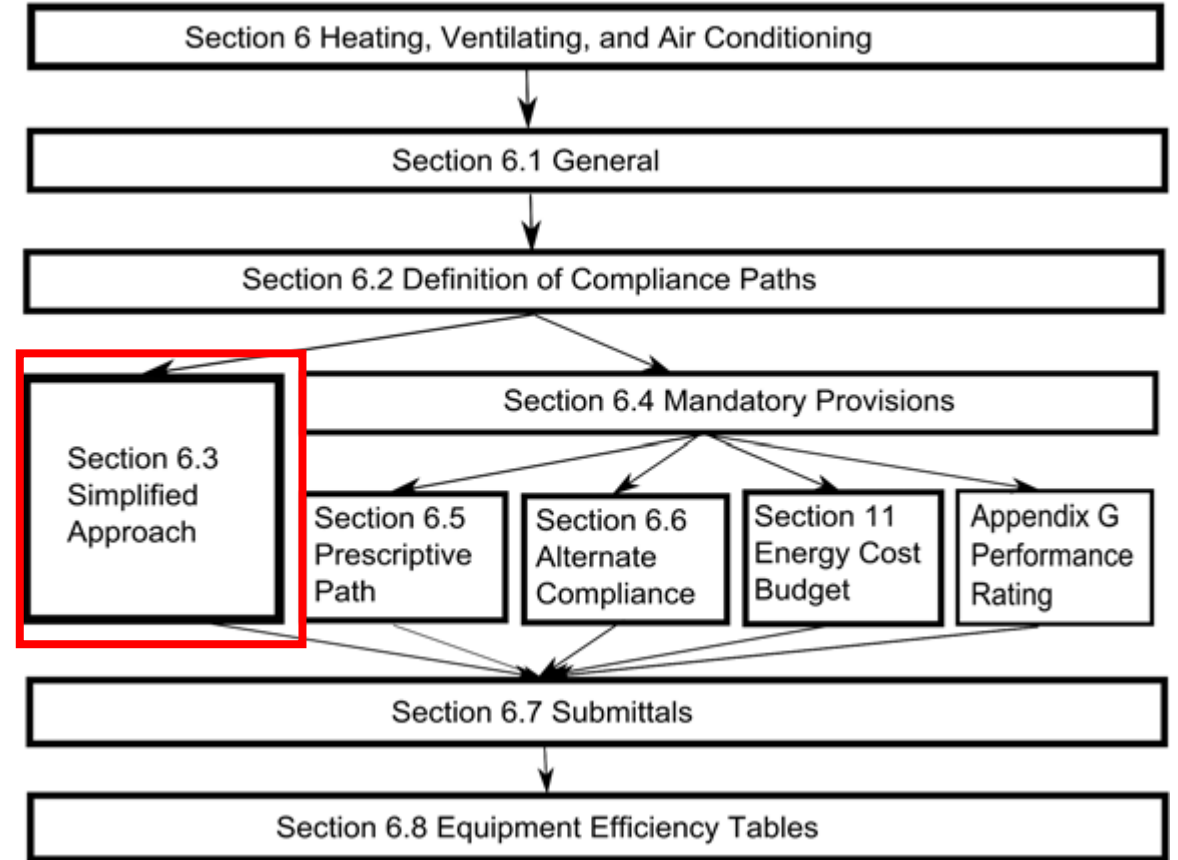 Section 6 Heating, Ventilating, and Air Conditioning
Section 6.1 General
Section 6.2 Definition of Compliance Paths
Section 6.3
Simplified
Approach
Section 6.4 Mandatory Provisions
Section 6.5
Prescriptive
Path
Section 6.6
Alternate
Compliance
Section 11
Energy Cost
Budget
Appendix G
Performance
Rating
Section 6.7 Submittals
Section 6.8 Equipment Efficiency Tables